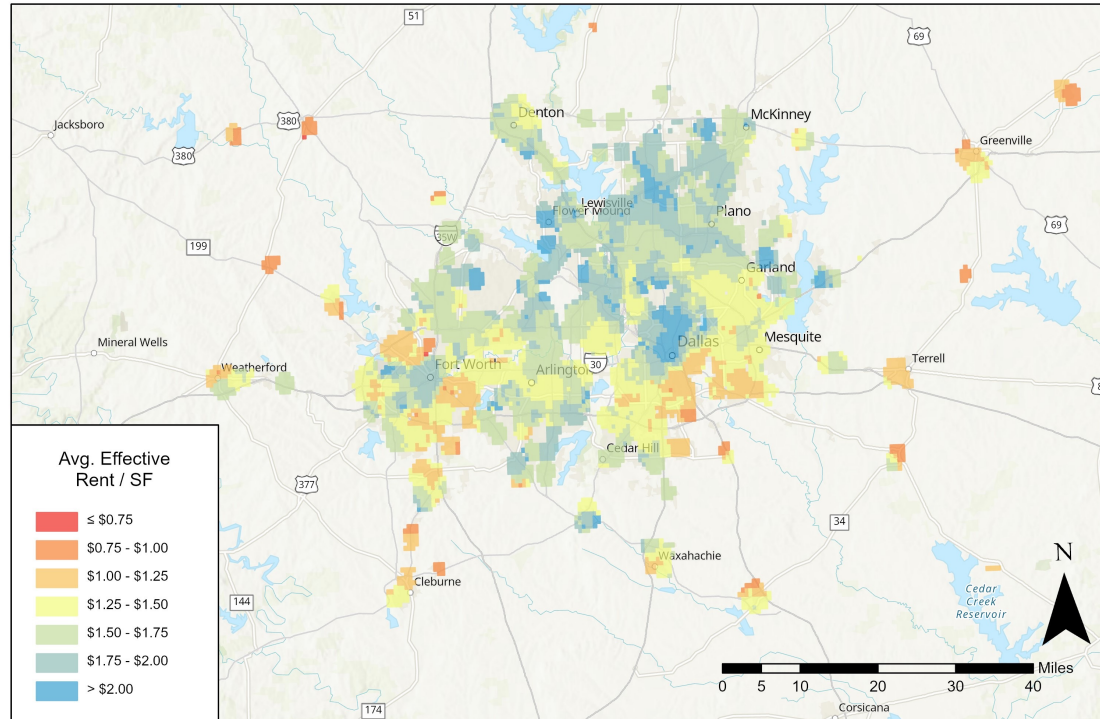 51
69
Jacksboro
380
380
Denton
McKinney
Greenville
Lewisville
Flower Mound
Plano
69
35W
199
Garland
Mineral Wells
Dallas
Mesquite
30
Weatherford
Fort Worth
Arlington
Terrell
8
Cedar Hill
377
34
Waxahachie
Cleburne
144
174
Cedar
Creek
Reservoir
Corsicana
N
Avg. Effective
Rent / SF
≤ $0.75
$0.75 - $1.00
$1.00 - $1.25
$1.25 - $1.50
$1.50 - $1.75
$1.75 - $2.00
> $2.00
Miles
0 5 10 20 30 40